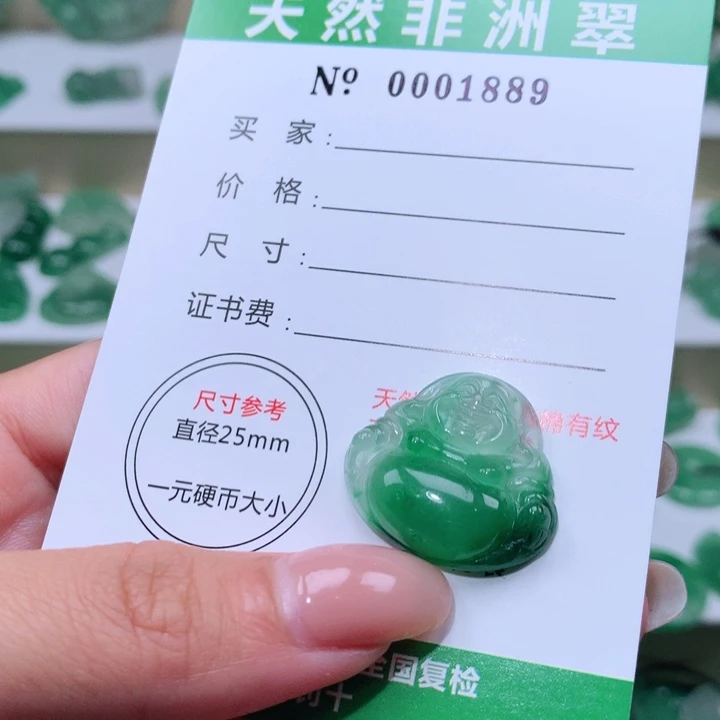 天然非洲翠
Nº 0001889
买家：
价格：
尺寸：
证书费：
尺寸参考
直径25mm
一元硬币大小
天然
有纹
全国复检